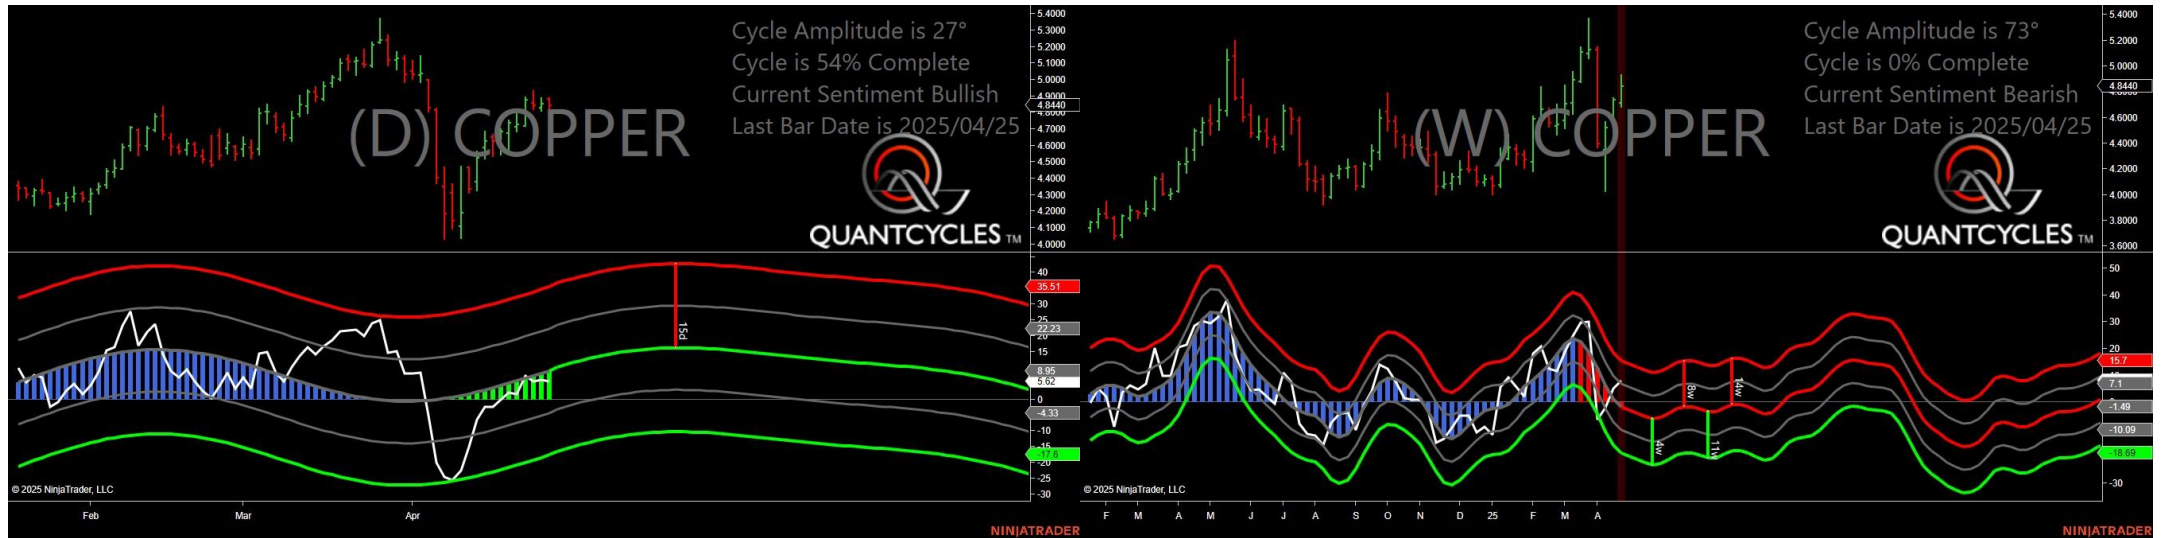 Cycle Amplitude is 27°
Cycle is 54% Complete
Current Sentiment Bullish
Last Bar Date is 2025/04/25
(D) COPPER
QUANTCYCLES TM
5.4000
5.3000
5.2000
5.1000
5.0000
4.9000
4.8440
4.7000
4.6000
4.5000
4.4000
4.3000
4.2000
4.1000
4.0000
40
35.51
30
25
22.23
20
15
8.95
5.62
0
-4.33
-10
-15
-17.6
-20
-25
-30
15d
© 2025 NinjaTrader, LLC
Feb Mar Apr
NINJATRADER
Cycle Amplitude is 73°
Cycle is 0% Complete
Current Sentiment Bearish
Last Bar Date is 2025/04/25
(W) COPPER
QUANTCYCLES TM
5.4000
5.2000
5.0000
4.8440
4.6000
4.4000
4.2000
4.0000
3.8000
3.6000
50
40
30
20
15.7
7.1
-1.49
-10.09
-18.69
-30
4w
8w
11w
14w
© 2025 NinjaTrader, LLC
F M A M J J A S O N D 25 F M A
NINJATRADER